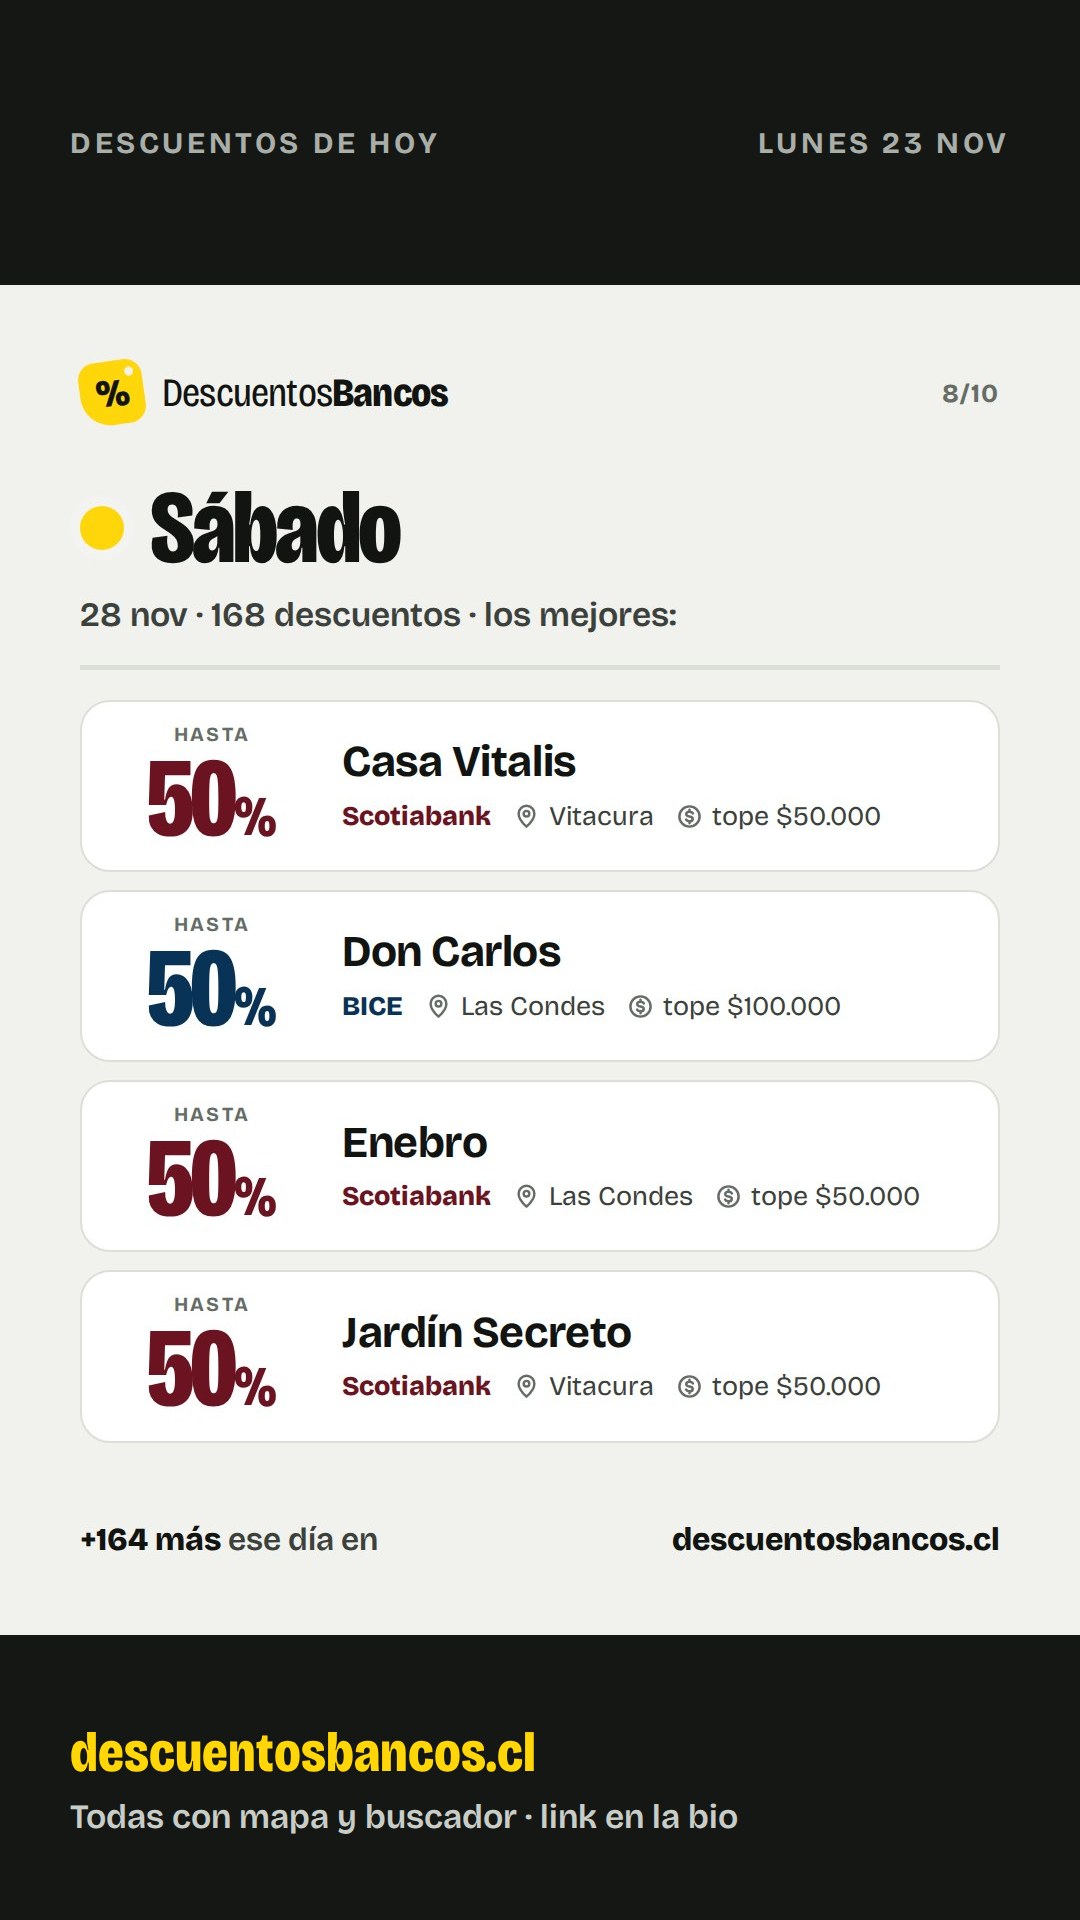 DESCUENTOS DE HOY
LUNES 23 NOV
%
DescuentosBancos
8/10
Sábado
28 nov · 168 descuentos · los mejores:
HASTA
50%
Casa Vitalis
Scotiabank Vitacura $ tope $50.000
HASTA
50%
Don Carlos
BICE Las Condes $ tope $100.000
HASTA
50%
Enebro
Scotiabank Las Condes $ tope $50.000
HASTA
50%
Jardín Secreto
Scotiabank Vitacura $ tope $50.000
+164 más ese día en
descuentosbancos.cl
descuentosbancos.cl
Todas con mapa y buscador · link en la bio